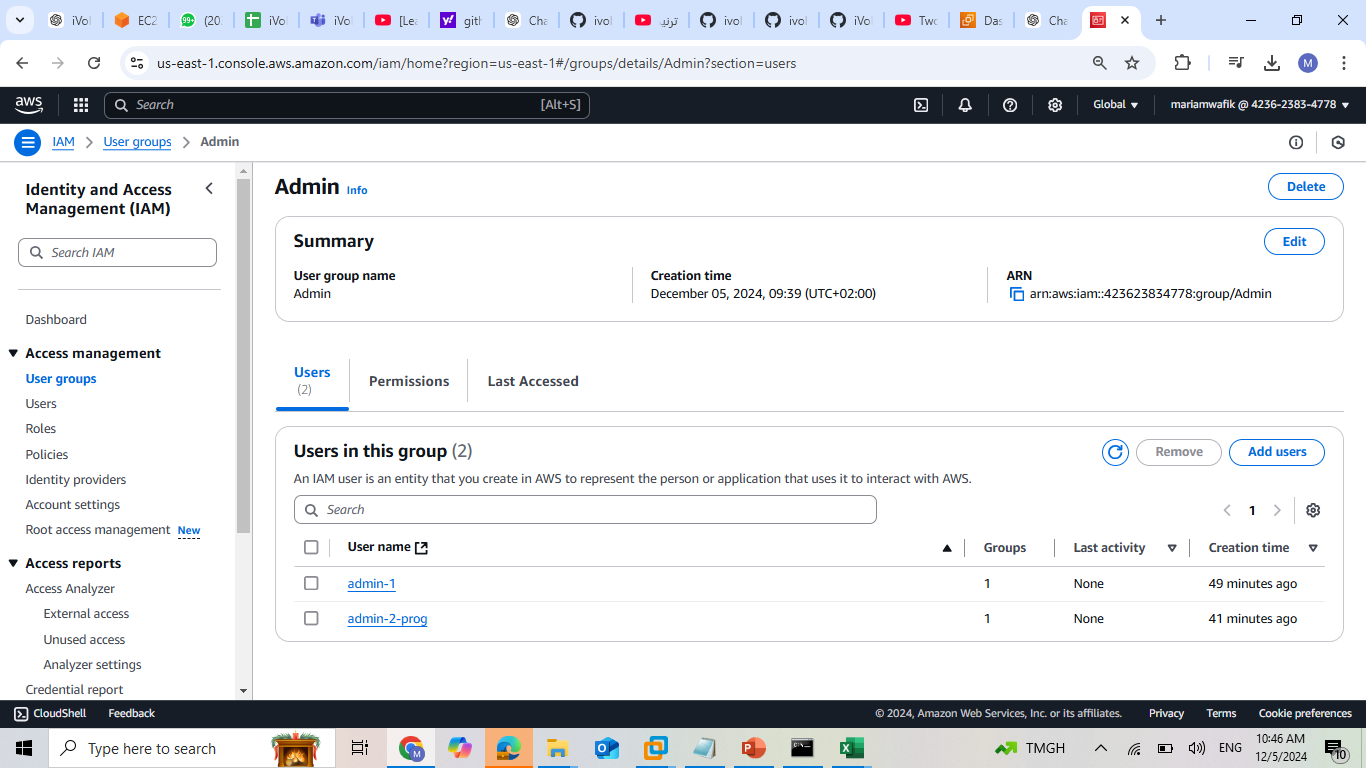 iVol
EC2
99+
(20
iVol
iVol
[Lea
gith
Cha
ivol
ترند
ivol
ivol
iVol
Two
Das
Cha
us-east-1.console.aws.amazon.com/iam/home?region=us-east-1#/groups/details/Admin?section=users
M
aws
Search
[Alt+S]
Global
mariamwafik @ 4236-2383-4778
IAM
User groups
Admin
Identity and Access
Management (IAM)
Search IAM
Dashboard
Access management
User groups
Users
Roles
Policies
Identity providers
Account settings
Root access management New
Access reports
Access Analyzer
External access
Unused access
Analyzer settings
Credential report
Admin Info
Delete
Summary
Edit
User group name
Admin
Creation time
December 05, 2024, 09:39 (UTC+02:00)
ARN
arn:aws:iam::423623834778:group/Admin
Users
(2)
Permissions
Last Accessed
Users in this group (2)
Remove
Add users
An IAM user is an entity that you create in AWS to represent the person or application that uses it to interact with AWS.
Search
1
User name Groups Last activity Creation time
admin-1 1 None 49 minutes ago
admin-2-prog 1 None 41 minutes ago
CloudShell Feedback © 2024, Amazon Web Services, Inc. or its affiliates. Privacy Terms Cookie preferences
Type here to search
TMGH
ENG
10:46 AM
12/5/2024
10